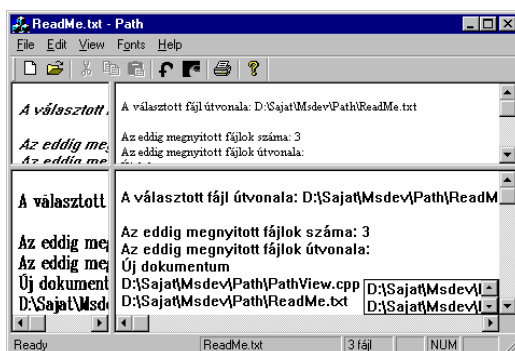 ReadMe.txt - Path
File Edit View Fonts Help
A választott
Az eddig me
Az eddig me
A választott fájl útvonala: D:\Sajat\Msdev\Path\ReadMe.txt
Az eddig megnyitott fájlok száma: 3
Az eddig megnyitott fájlok útvonala:
A választott
Az eddig me
Az eddig me
Új dokument
D:\Sajat\Msd
A választott fájl útvonala: D:\Sajat\Msdev\Path\ReadM
Az eddig megnyitott fájlok száma: 3
Az eddig megnyitott fájlok útvonala:
Új dokumentum
D:\Sajat\Msdev\Path\PathView.cpp
D:\Sajat\Msdev\Path\ReadMe.txt
D:\Sajat\Msdev\
D:\Sajat\Msdev\
Ready ReadMe.txt 3 fájl NUM